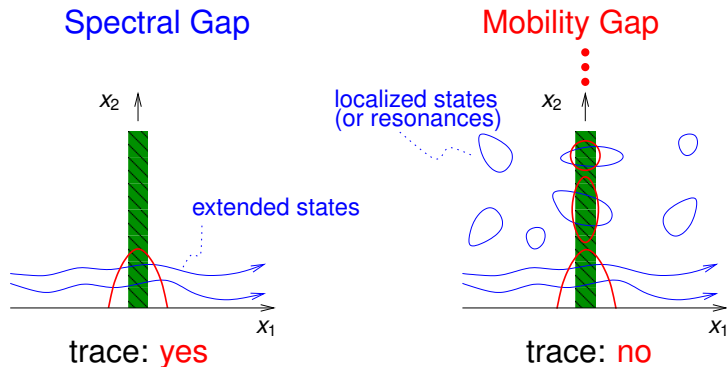 Spectral Gap
x2
extended states
x1
trace: yes
Mobility Gap
x2
localized states
(or resonances)
x1
trace: no